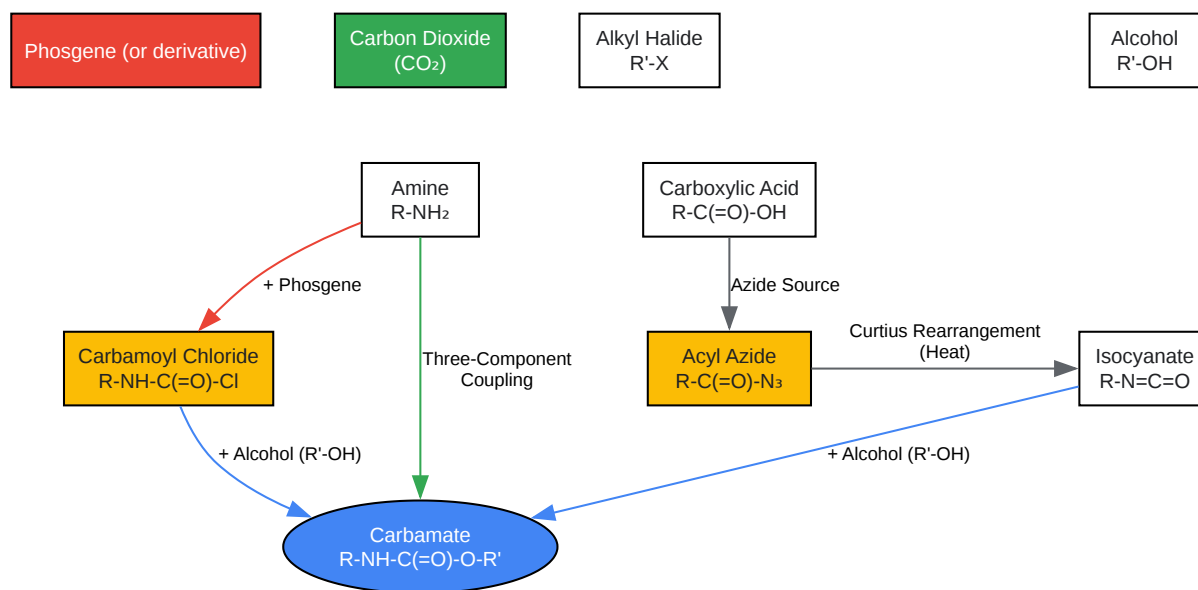 Phosgene (or derivative)
Carbon Dioxide
(CO₂)
Alkyl Halide
R'-X
Alcohol
R'-OH
Amine
R-NH₂
Carboxylic Acid
R-C(=O)-OH
+ Phosgene
Azide Source
Carbamoyl Chloride
R-NH-C(=O)-Cl
Three-Component
Coupling
Acyl Azide
R-C(=O)-N₃
Curtius Rearrangement
(Heat)
Isocyanate
R-N=C=O
+ Alcohol (R'-OH)
+ Alcohol (R'-OH)
Carbamate
R-NH-C(=O)-O-R'